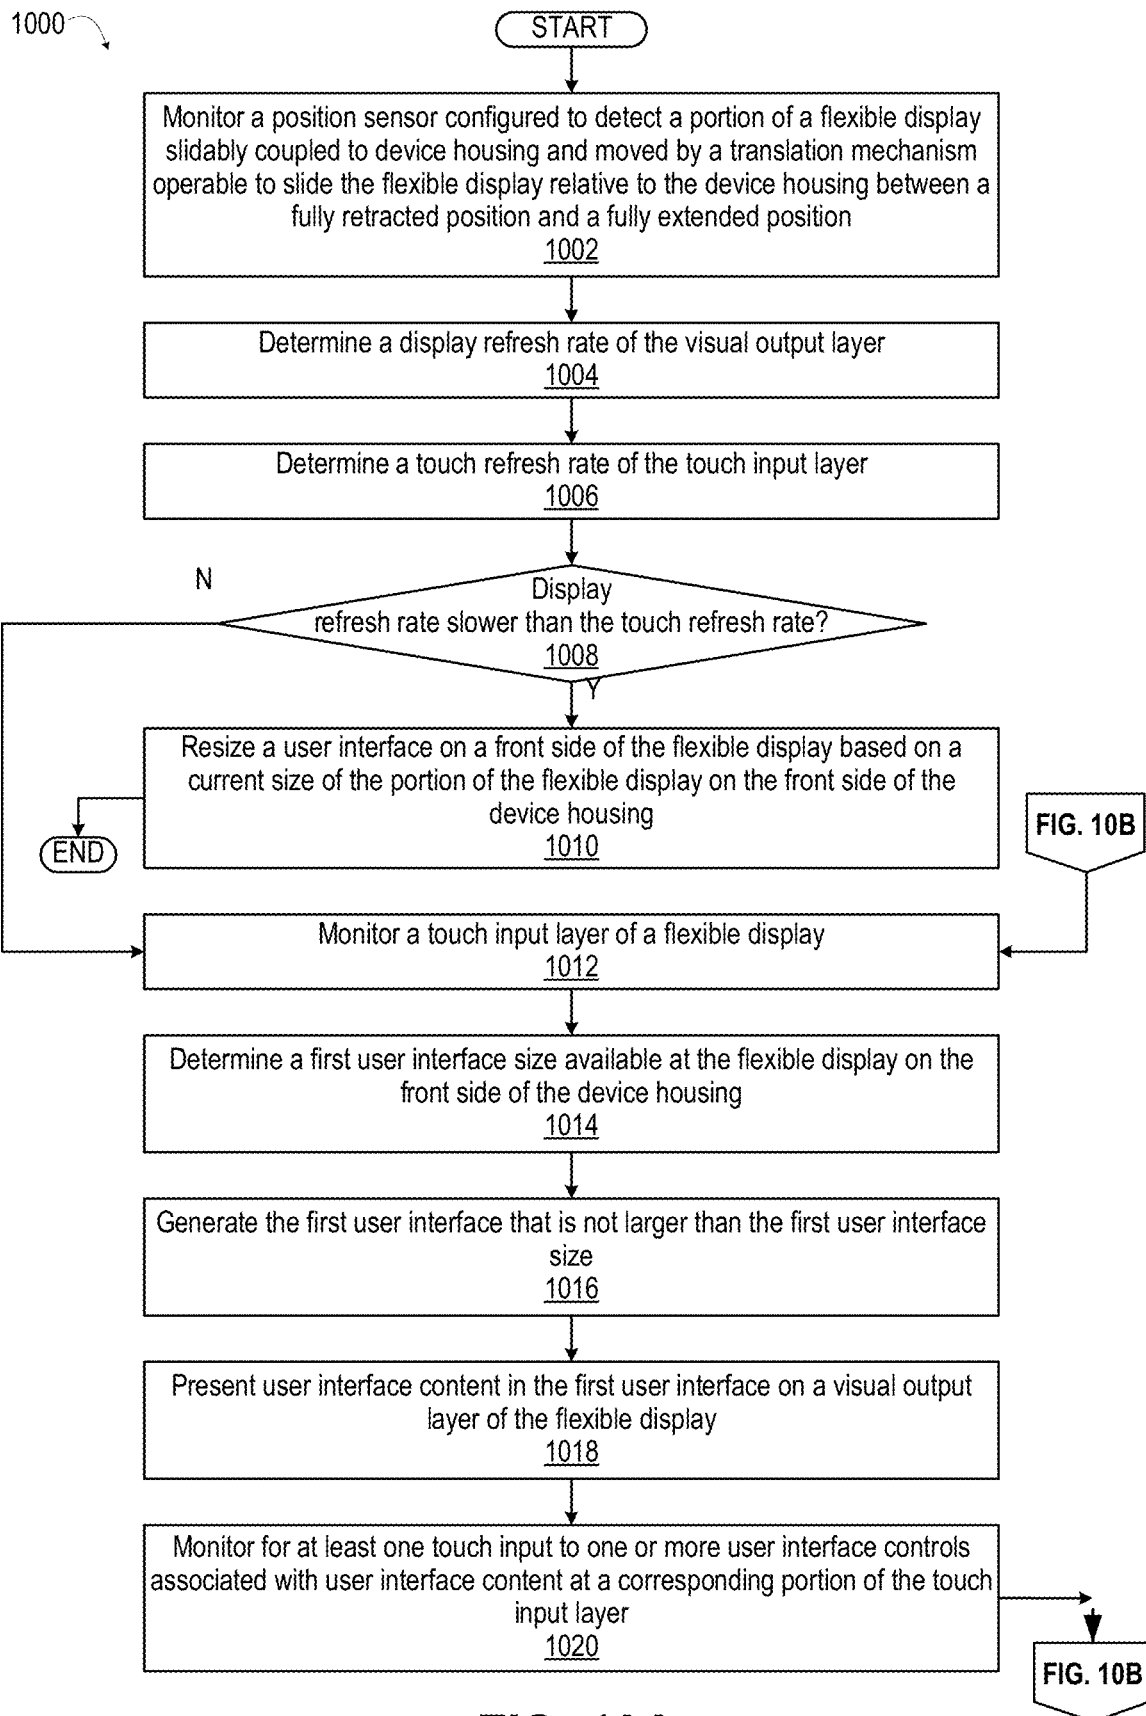 1000
START
Monitor a position sensor configured to detect a portion of a flexible display
slidably coupled to device housing and moved by a translation mechanism
operable to slide the flexible display relative to the device housing between a
fully retracted position and a fully extended position
1002
Determine a display refresh rate of the visual output layer
1004
Determine a touch refresh rate of the touch input layer
1006
N
Display
refresh rate slower than the touch refresh rate?
1008
Y
Resize a user interface on a front side of the flexible display based on a
current size of the portion of the flexible display on the front side of the
device housing
1010
END
FIG. 10B
Monitor a touch input layer of a flexible display
1012
Determine a first user interface size available at the flexible display on the
front side of the device housing
1014
Generate the first user interface that is not larger than the first user interface
size
1016
Present user interface content in the first user interface on a visual output
layer of the flexible display
1018
Monitor for at least one touch input to one or more user interface controls
associated with user interface content at a corresponding portion of the touch
input layer
1020
FIG. 10B